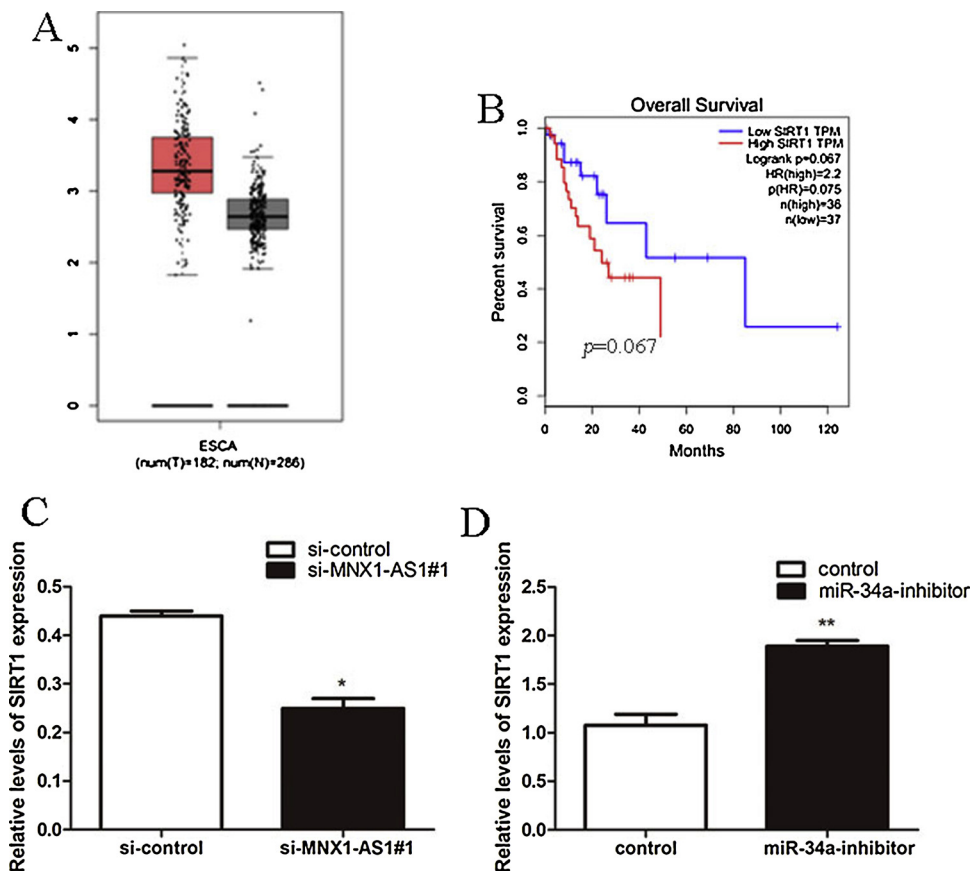 A
5
4
3
2
1
0
ESCA
(num(T)=182; num(N)=286)
B
Overall Survival
Low SIRT1 TPM
High SIRT1 TPM
Logrank p=0.067
HR(high)=2.2
p(HR)=0.075
n(high)=36
n(low)=37
p=0.067
Percent survival
1.0
0.8
0.6
0.4
0.2
0.0
0 20 40 60 80 100 120
Months
C
si-control
si-MNX1-AS1#1
Relative levels of SIRT1 expression
0.5
0.4
0.3
0.2
0.1
0.0
*
si-control si-MNX1-AS1#1
D
control
miR-34a-inhibitor
Relative levels of SIRT1 expression
2.5
2.0
1.5
1.0
0.5
0.0
**
control miR-34a-inhibitor